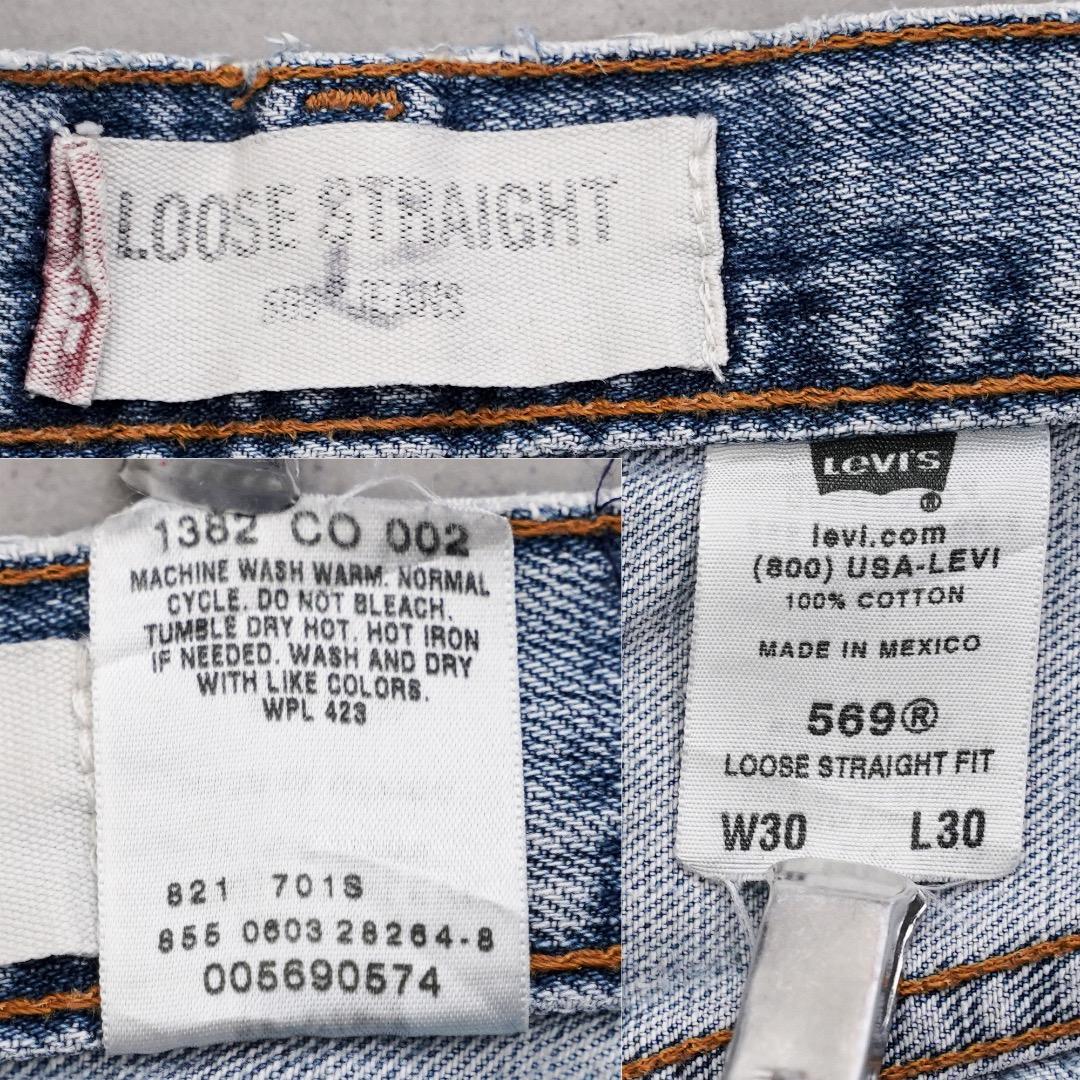 LOOSE STRAIGHT
JEANS
1382 CO 002
MACHINE WASH WARM. NORMAL
CYCLE. DO NOT BLEACH.
TUMBLE DRY HOT. HOT IRON
IF NEEDED. WASH AND DRY
WITH LIKE COLORS.
WPL 423
821 701S
855 0603 28264-8
005690574
LEVI'S
®
levi.com
(800) USA-LEVI
100% COTTON
MADE IN MEXICO
569®
LOOSE STRAIGHT FIT
W30 L30